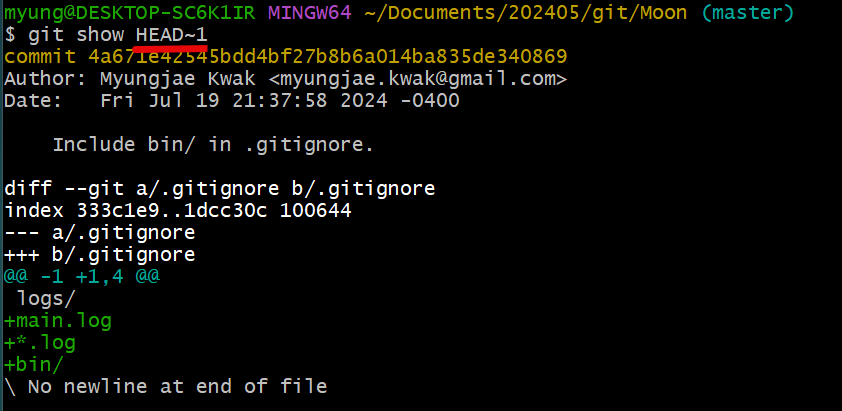 myung@DESKTOP-SC6K1IR MINGW64 ~/Documents/202405/git/Moon (master)
$ git show HEAD~1
commit 4a671e42545bdd4bf27b8b6a014ba835de340869
Author: Myungjae Kwak <myungjae.kwak@gmail.com>
Date:   Fri Jul 19 21:37:58 2024 -0400

    Include bin/ in .gitignore.

diff --git a/.gitignore b/.gitignore
index 333c1e9..1dcc30c 100644
--- a/.gitignore
+++ b/.gitignore
@@ -1 +1,4 @@
 logs/
+main.log
+*.log
+bin/
\ No newline at end of file